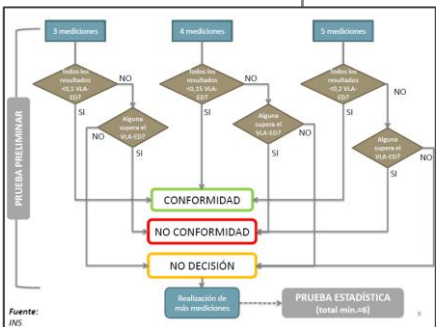 3 mediciones
4 mediciones
5 mediciones
Todos los
resultados
<0,1 VLA-
ED?
Todos los
resultados
<0,15 VLA-
ED?
Todos los
resultados
<0,2 VLA-
ED?
NO
NO
NO
SI
SI
SI
Alguna
supera el
VLA-ED?
Alguna
supera el
VLA-ED?
Alguna
supera el
VLA-ED?
NO
NO
NO
SI
SI
SI
PRUEBA PRELIMINAR
CONFORMIDAD
NO CONFORMIDAD
NO DECISIÓN
Realización de
más mediciones
PRUEBA ESTADÍSTICA
(total min.=6)
Fuente:
INS
9